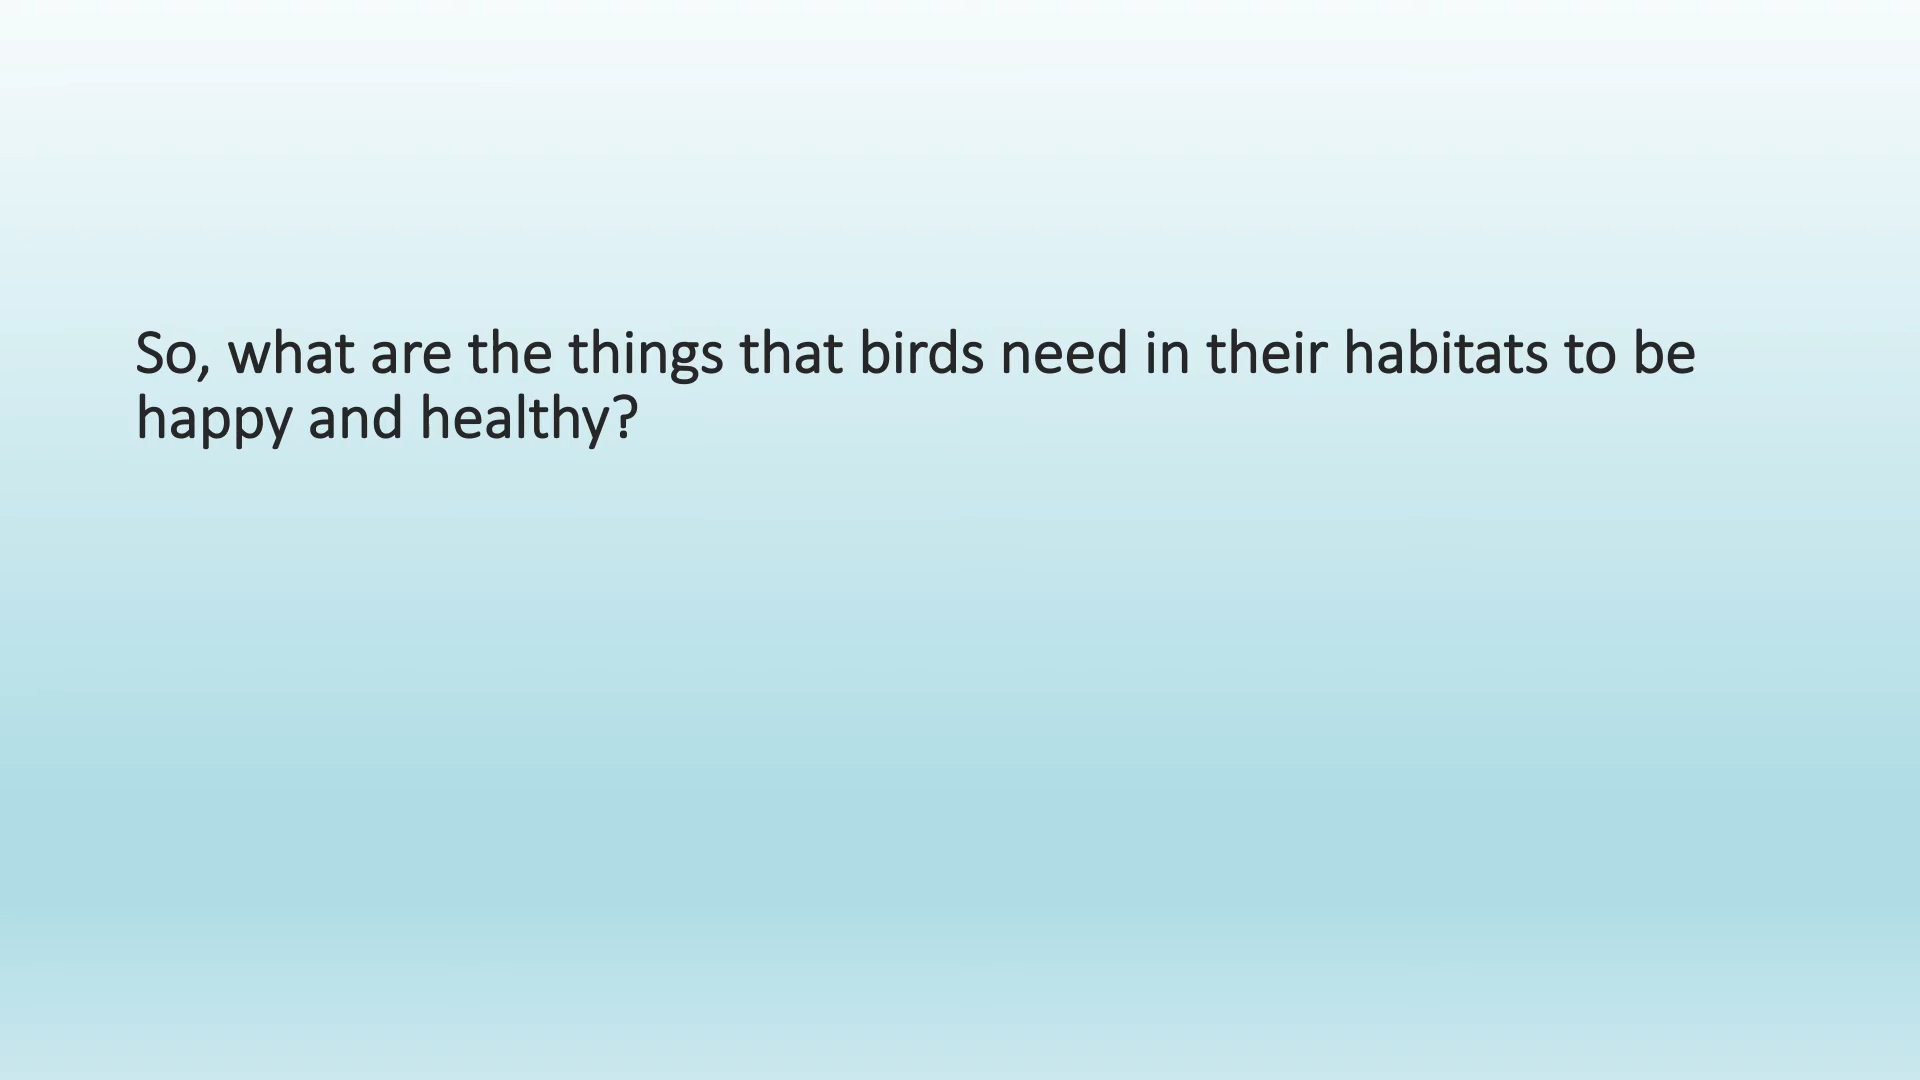 So, what are the things that birds need in their habitats to be
happy and healthy?